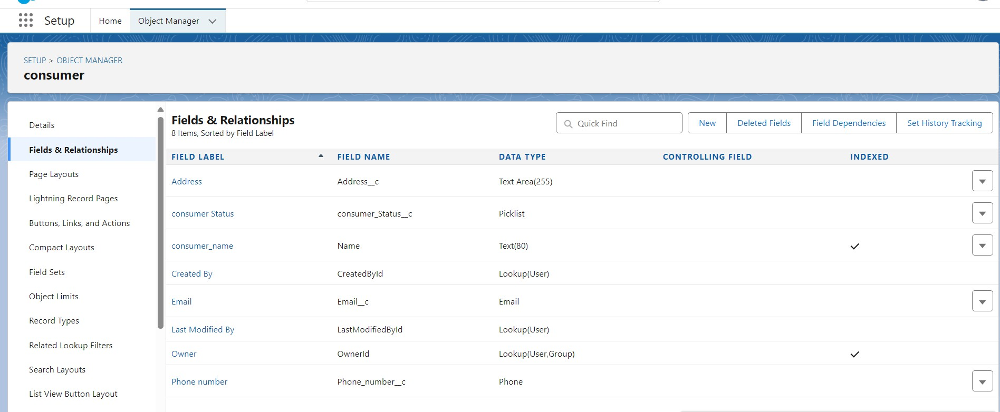 Setup
Home
Object Manager
SETUP > OBJECT MANAGER
consumer
Details
Fields & Relationships
Page Layouts
Lightning Record Pages
Buttons, Links, and Actions
Compact Layouts
Field Sets
Object Limits
Record Types
Related Lookup Filters
Search Layouts
List View Button Layout
Fields & Relationships
8 Items, Sorted by Field Label
Quick Find
New
Deleted Fields
Field Dependencies
Set History Tracking
FIELD LABEL FIELD NAME DATA TYPE CONTROLLING FIELD INDEXED
Address Address__c Text Area(255)
consumer Status consumer_Status__c Picklist
consumer_name Name Text(80)
Created By CreatedById Lookup(User)
Email Email__c Email
Last Modified By LastModifiedById Lookup(User)
Owner OwnerId Lookup(User,Group)
Phone number Phone_number__c Phone